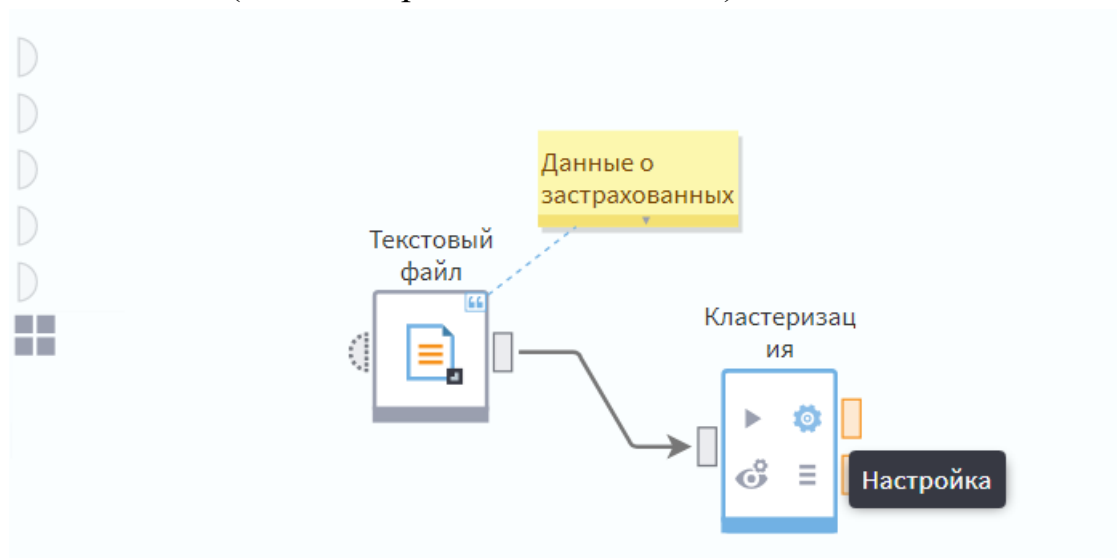 Данные о
застрахованных
Текстовый
файл
Кластеризац
ия
Настройка